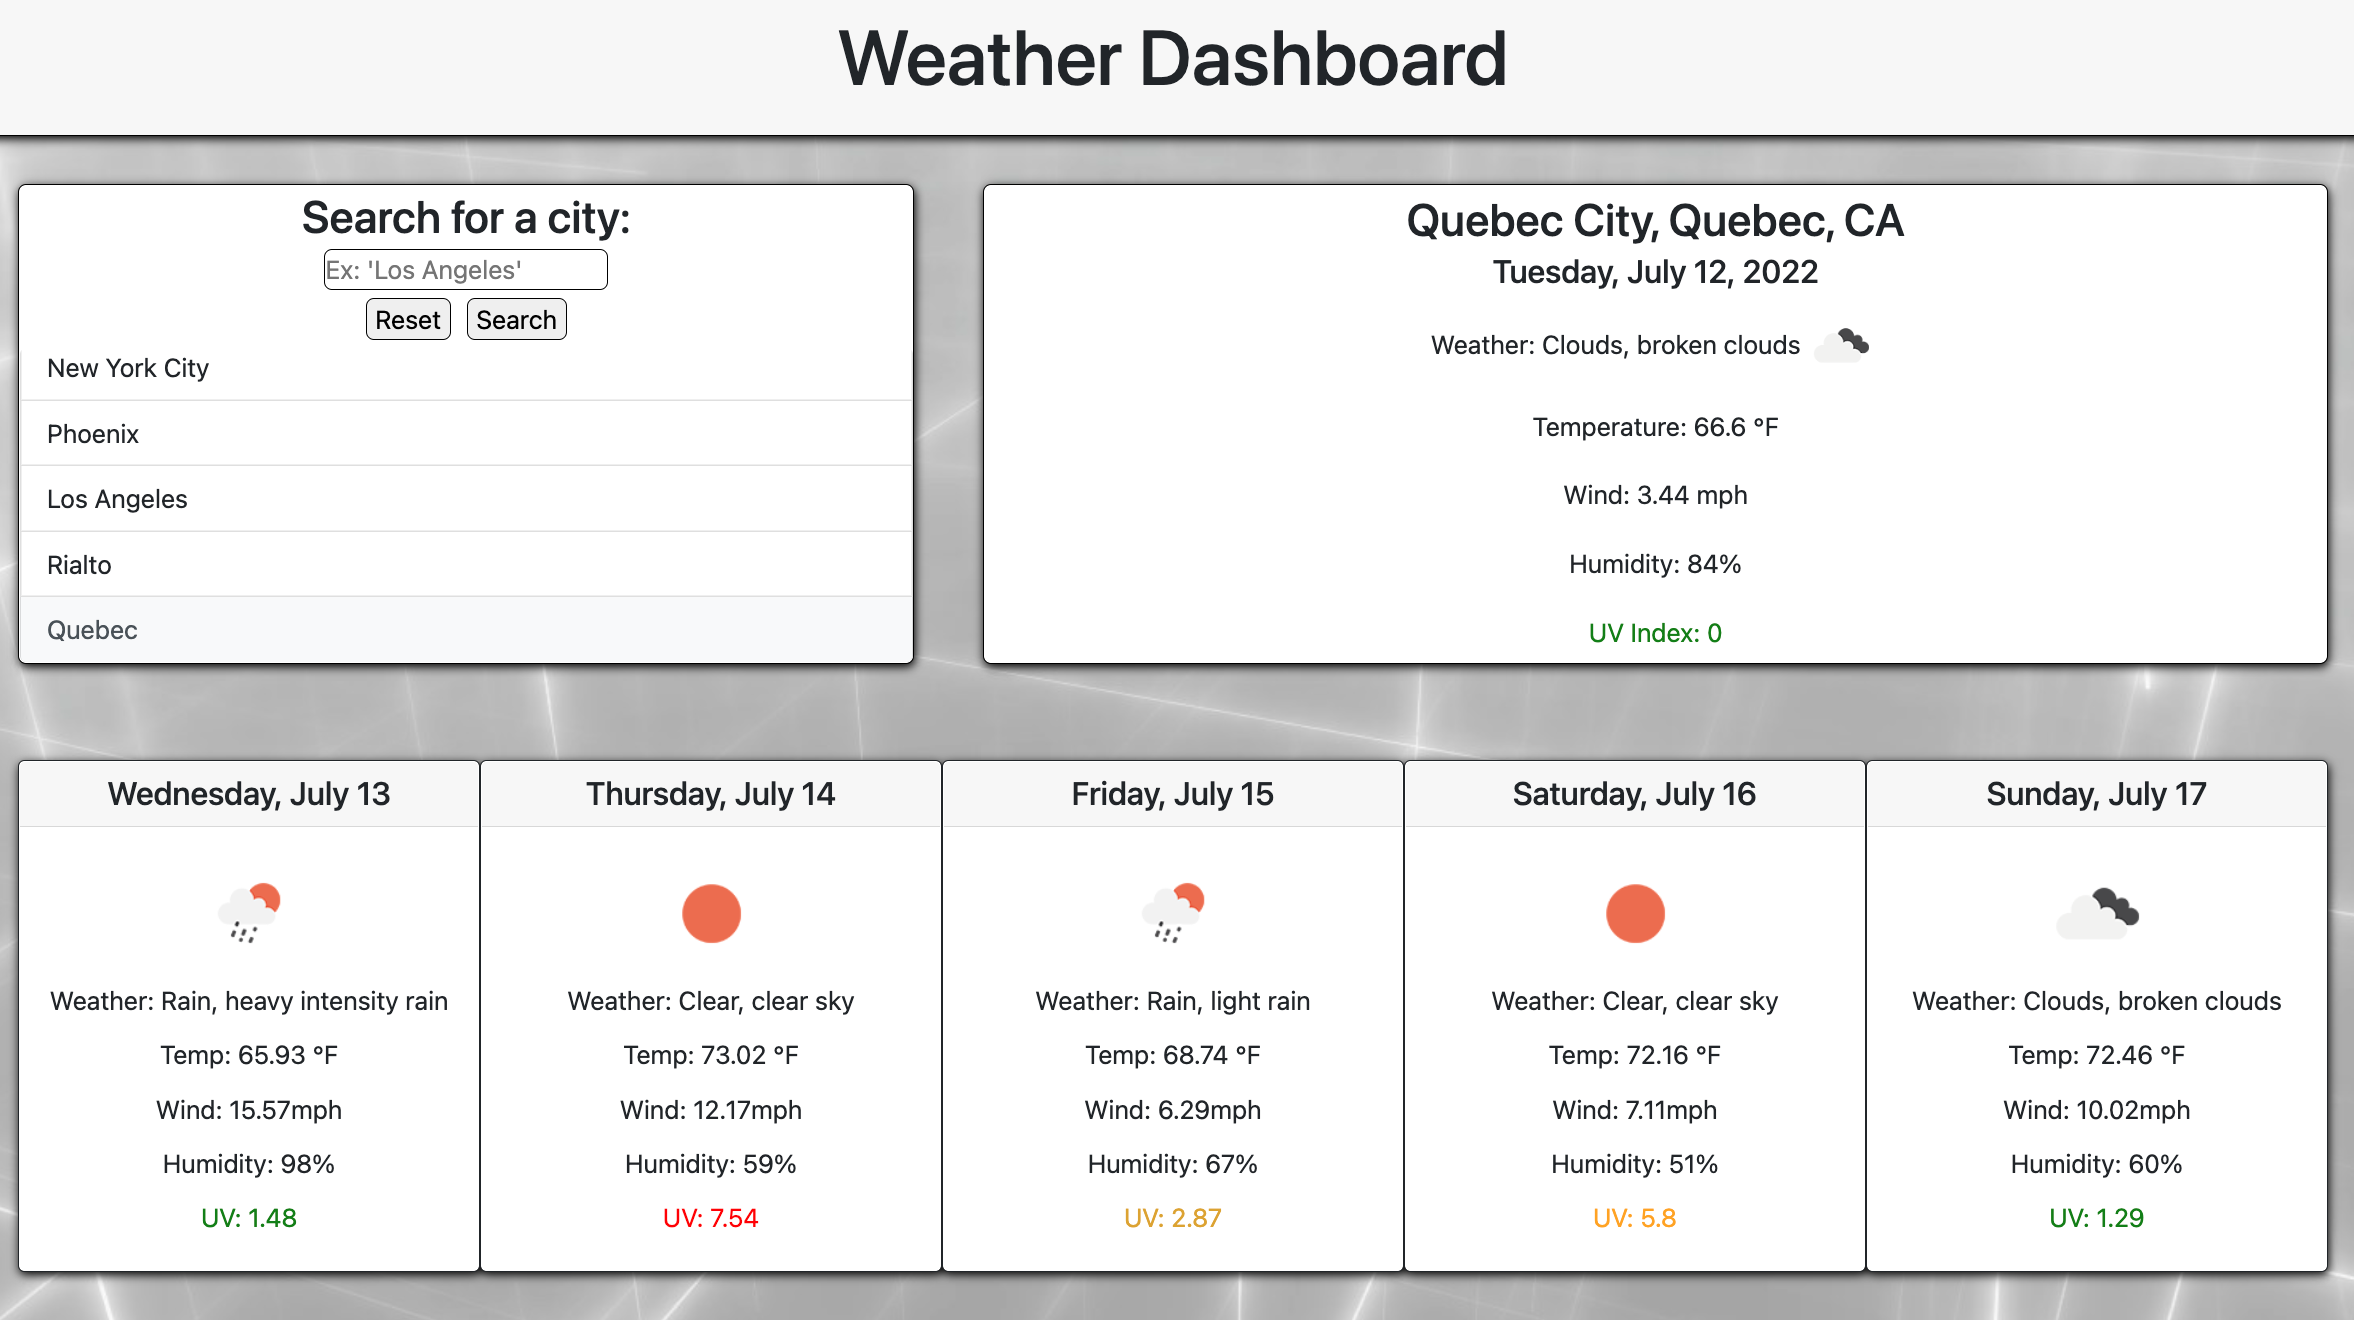 Weather Dashboard
Search for a city:
Ex: 'Los Angeles'
Reset Search
New York City
Phoenix
Los Angeles
Rialto
Quebec
Quebec City, Quebec, CA
Tuesday, July 12, 2022
Weather: Clouds, broken clouds
Temperature: 66.6 °F
Wind: 3.44 mph
Humidity: 84%
UV Index: 0
Wednesday, July 13
Weather: Rain, heavy intensity rain
Temp: 65.93 °F
Wind: 15.57mph
Humidity: 98%
UV: 1.48
Thursday, July 14
Weather: Clear, clear sky
Temp: 73.02 °F
Wind: 12.17mph
Humidity: 59%
UV: 7.54
Friday, July 15
Weather: Rain, light rain
Temp: 68.74 °F
Wind: 6.29mph
Humidity: 67%
UV: 2.87
Saturday, July 16
Weather: Clear, clear sky
Temp: 72.16 °F
Wind: 7.11mph
Humidity: 51%
UV: 5.8
Sunday, July 17
Weather: Clouds, broken clouds
Temp: 72.46 °F
Wind: 10.02mph
Humidity: 60%
UV: 1.29